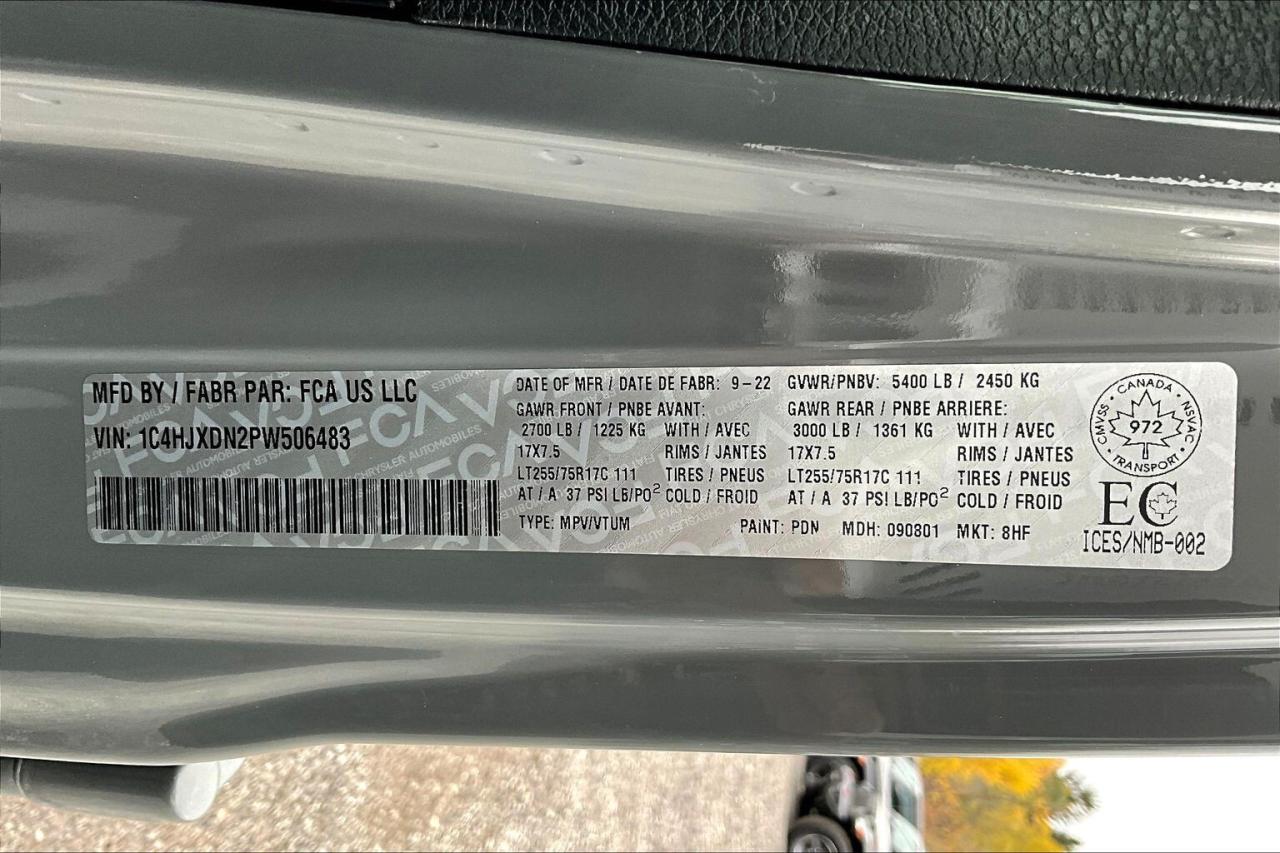 MFD BY / FABR PAR: FCA US LLC
VIN: 1C4HJXDN2PW506483
DATE OF MFR / DATE DE FABR: 9-22 GVWR/PNBV: 5400 LB / 2450 KG
GAWR FRONT / PNBE AVANT: GAWR REAR / PNBE ARRIERE:
2700 LB / 1225 KG WITH / AVEC 3000 LB / 1361 KG WITH / AVEC
17X7.5 RIMS / JANTES 17X7.5 RIMS / JANTES
LT255/75R17C 111 TIRES / PNEUS LT255/75R17C 111 TIRES / PNEUS
AT / A 37 PSI LB/PO² COLD / FROID AT / A 37 PSI LB/PO² COLD / FROID
TYPE: MPV/VTUM PAINT: PDN MDH: 090801 MKT: 8HF
CANADA
CMVSS 972 NSVAC
TRANSPORT
EC
ICES/NMB-002